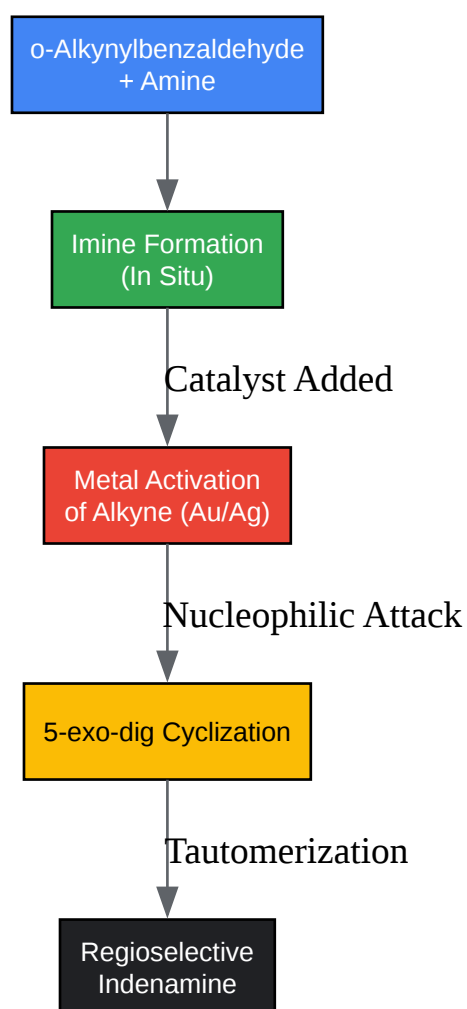 o-Alkynylbenzaldehyde
+ Amine
Imine Formation
(In Situ)
Catalyst Added
Metal Activation
of Alkyne (Au/Ag)
Nucleophilic Attack
5-exo-dig Cyclization
Tautomerization
Regioselective
Indenamine